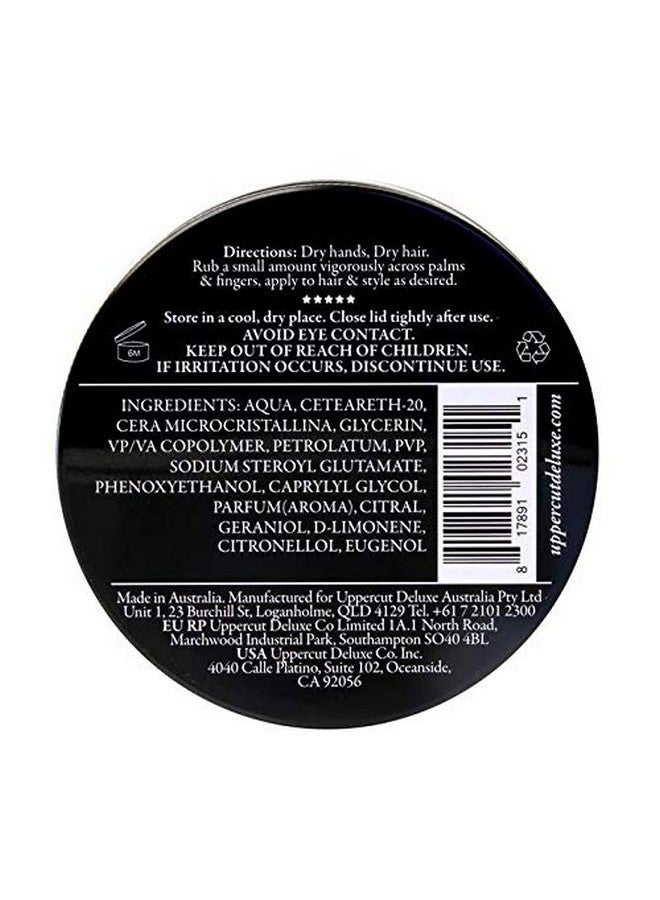 Directions: Dry hands, Dry hair.
Rub a small amount vigorously across palms
& fingers, apply to hair & style as desired.
★★★★★
Store in a cool, dry place. Close lid tightly after use.
AVOID EYE CONTACT.
KEEP OUT OF REACH OF CHILDREN.
IF IRRITATION OCCURS, DISCONTINUE USE.
6M
INGREDIENTS: AQUA, CETEARETH-20,
CERA MICROCRISTALLINA, GLYCERIN,
VP/VA COPOLYMER, PETROLATUM, PVP,
SODIUM STEROYL GLUTAMATE,
PHENOXYETHANOL, CAPRYLYL GLYCOL,
PARFUM(AROMA), CITRAL,
GERANIOL, D-LIMONENE,
CITRONELLOL, EUGENOL
8 17891 02315 1
uppercutdeluxe.com
Made in Australia. Manufactured for Uppercut Deluxe Australia Pty Ltd
Unit 1, 23 Burchill St, Loganholme, QLD 4129 Tel. +61 7 2101 2300
EU RP Uppercut Deluxe Co Limited 1A.1 North Road,
Marchwood Industrial Park, Southampton SO40 4BL
USA Uppercut Deluxe Co. Inc.
4040 Calle Platino, Suite 102, Oceanside,
CA 92056